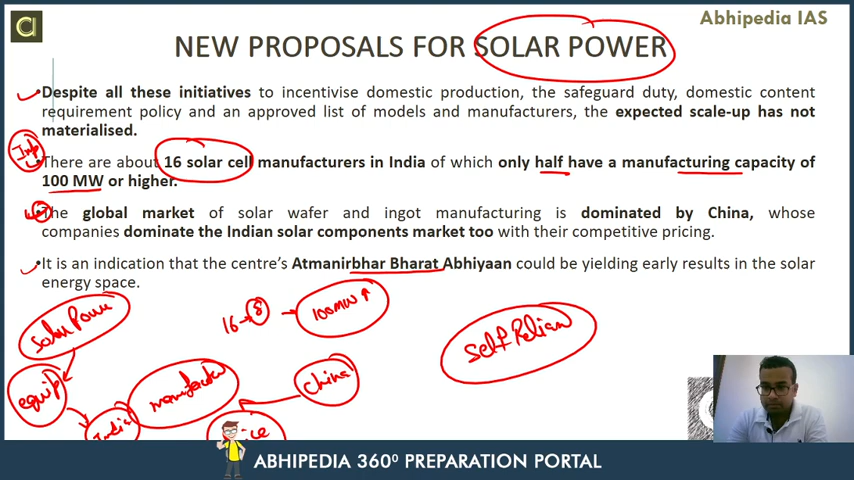 Abhipedia IAS
NEW PROPOSALS FOR SOLAR POWER
•Despite all these initiatives to incentivise domestic production, the safeguard duty, domestic content
requirement policy and an approved list of models and manufacturers, the expected scale-up has not
materialised.
Imp
•There are about 16 solar cell manufacturers in India of which only half have a manufacturing capacity of
100 MW or higher.
•The global market of solar wafer and ingot manufacturing is dominated by China, whose
companies dominate the Indian solar components market too with their competitive pricing.
•It is an indication that the centre's Atmanirbhar Bharat Abhiyaan could be yielding early results in the solar
energy space.
Solar Power
16 → 8 → 100 MW ↑
Self Relian
equip
manufactur
China
India
ABHIPEDIA 360⁰ PREPARATION PORTAL